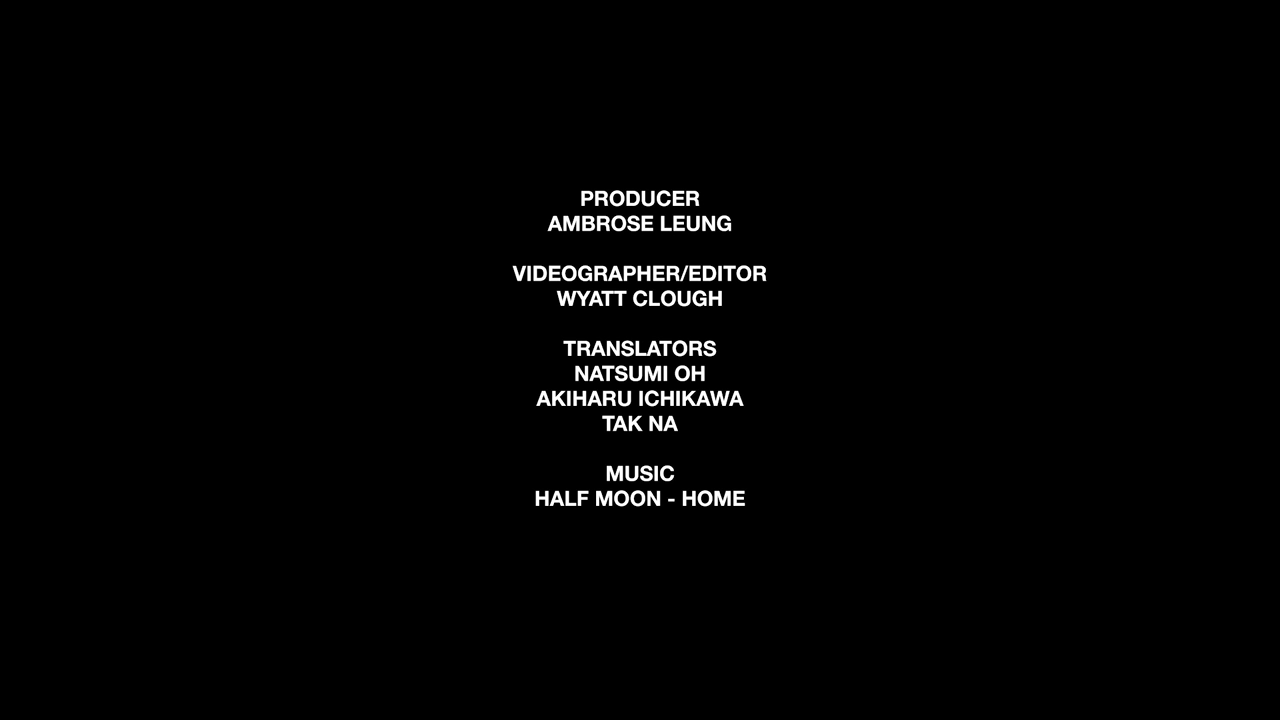 PRODUCER
AMBROSE LEUNG
VIDEOGRAPHER/EDITOR
WYATT CLOUGH
TRANSLATORS
NATSUMI OH
AKIHARU ICHIKAWA
TAK NA
MUSIC
HALF MOON - HOME